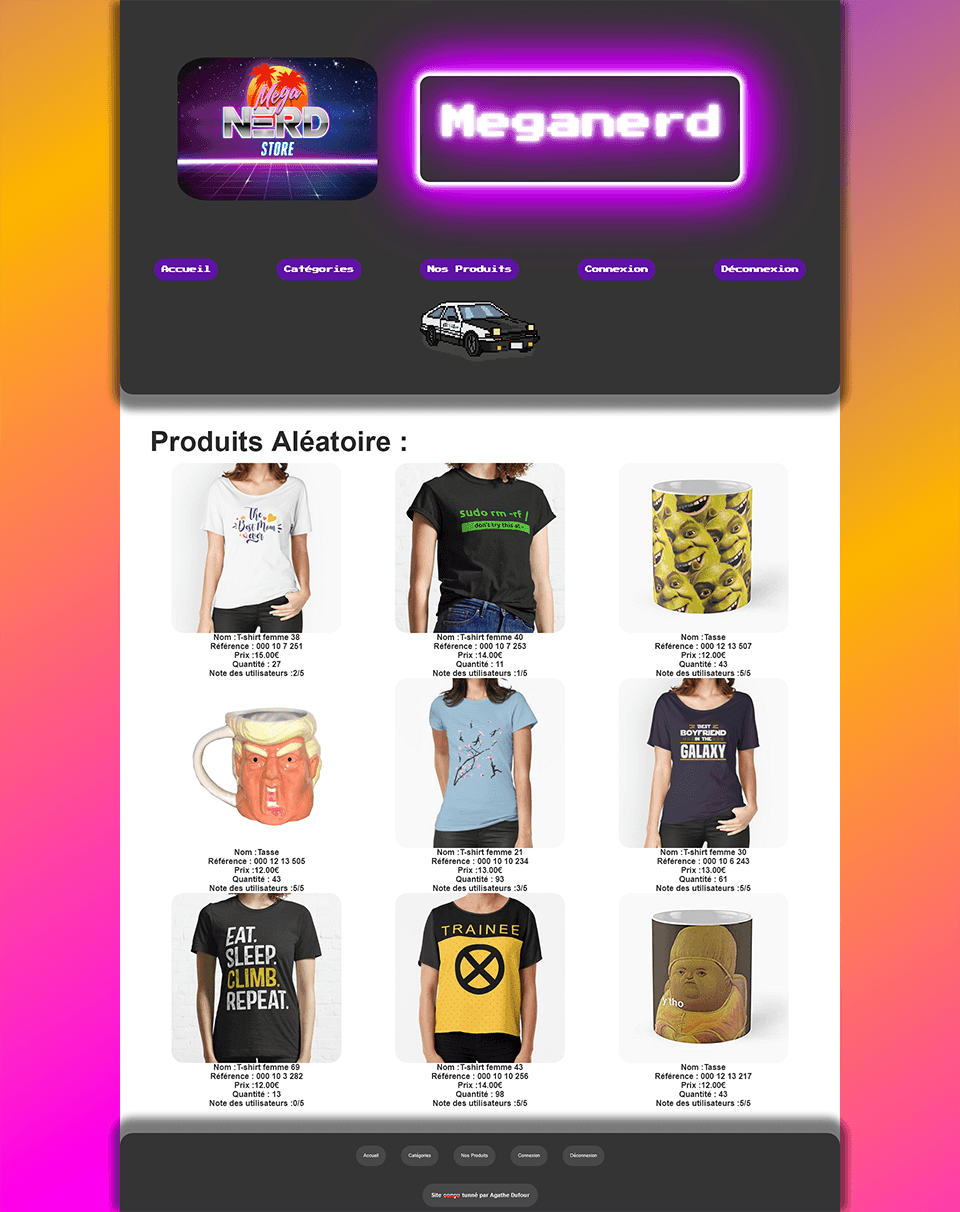 Mega
NERD
STORE
Meganerd
Accueil
Catégories
Nos Produits
Connexion
Déconnexion
Produits Aléatoire :
The
Best Mom
ever
sudo rm -rf /
don't try this at ~
Nom :T-shirt femme 38
Référence : 000 10 7 251
Prix :15.00€
Quantité : 27
Note des utilisateurs :2/5
Nom :T-shirt femme 40
Référence : 000 10 7 253
Prix :14.00€
Quantité : 11
Note des utilisateurs :1/5
Nom :Tasse
Référence : 000 12 13 507
Prix :12.00€
Quantité : 43
Note des utilisateurs :5/5
BEST
BOYFRIEND
IN THE
GALAXY
Nom :Tasse
Référence : 000 12 13 505
Prix :12.00€
Quantité : 43
Note des utilisateurs :5/5
Nom :T-shirt femme 21
Référence : 000 10 10 234
Prix :13.00€
Quantité : 93
Note des utilisateurs :3/5
Nom :T-shirt femme 30
Référence : 000 10 6 243
Prix :13.00€
Quantité : 61
Note des utilisateurs :5/5
EAT.
SLEEP.
CLIMB.
REPEAT.
TRAINEE
y tho
Nom :T-shirt femme 69
Référence : 000 10 3 282
Prix :12.00€
Quantité : 13
Note des utilisateurs :0/5
Nom :T-shirt femme 43
Référence : 000 10 10 256
Prix :14.00€
Quantité : 98
Note des utilisateurs :5/5
Nom :Tasse
Référence : 000 12 13 217
Prix :12.00€
Quantité : 43
Note des utilisateurs :5/5
Accueil
Catégories
Nos Produits
Connexion
Déconnexion
Site conçu tunné par Agathe Dufour